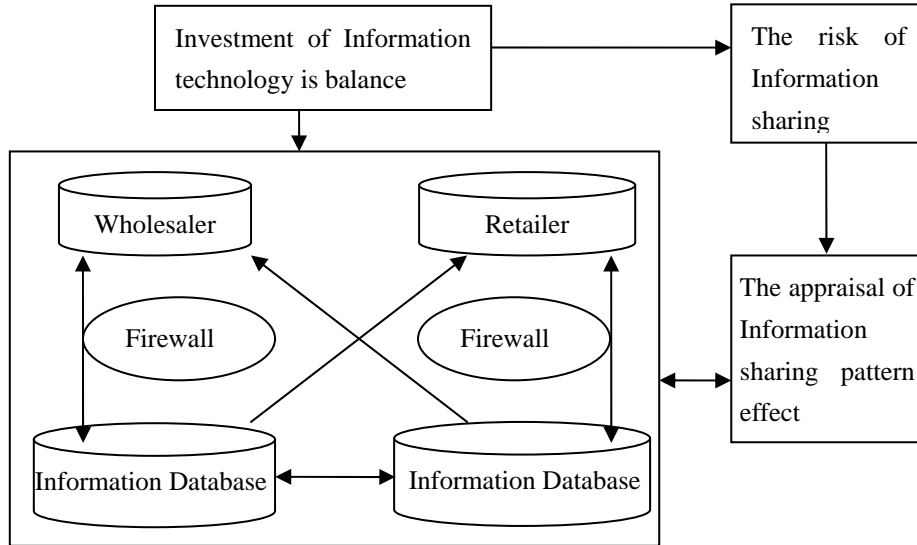 Investment of Information
technology is balance
The risk of
Information
sharing
Wholesaler
Retailer
Firewall
Firewall
The appraisal of
Information
sharing pattern
effect
Information Database
Information Database